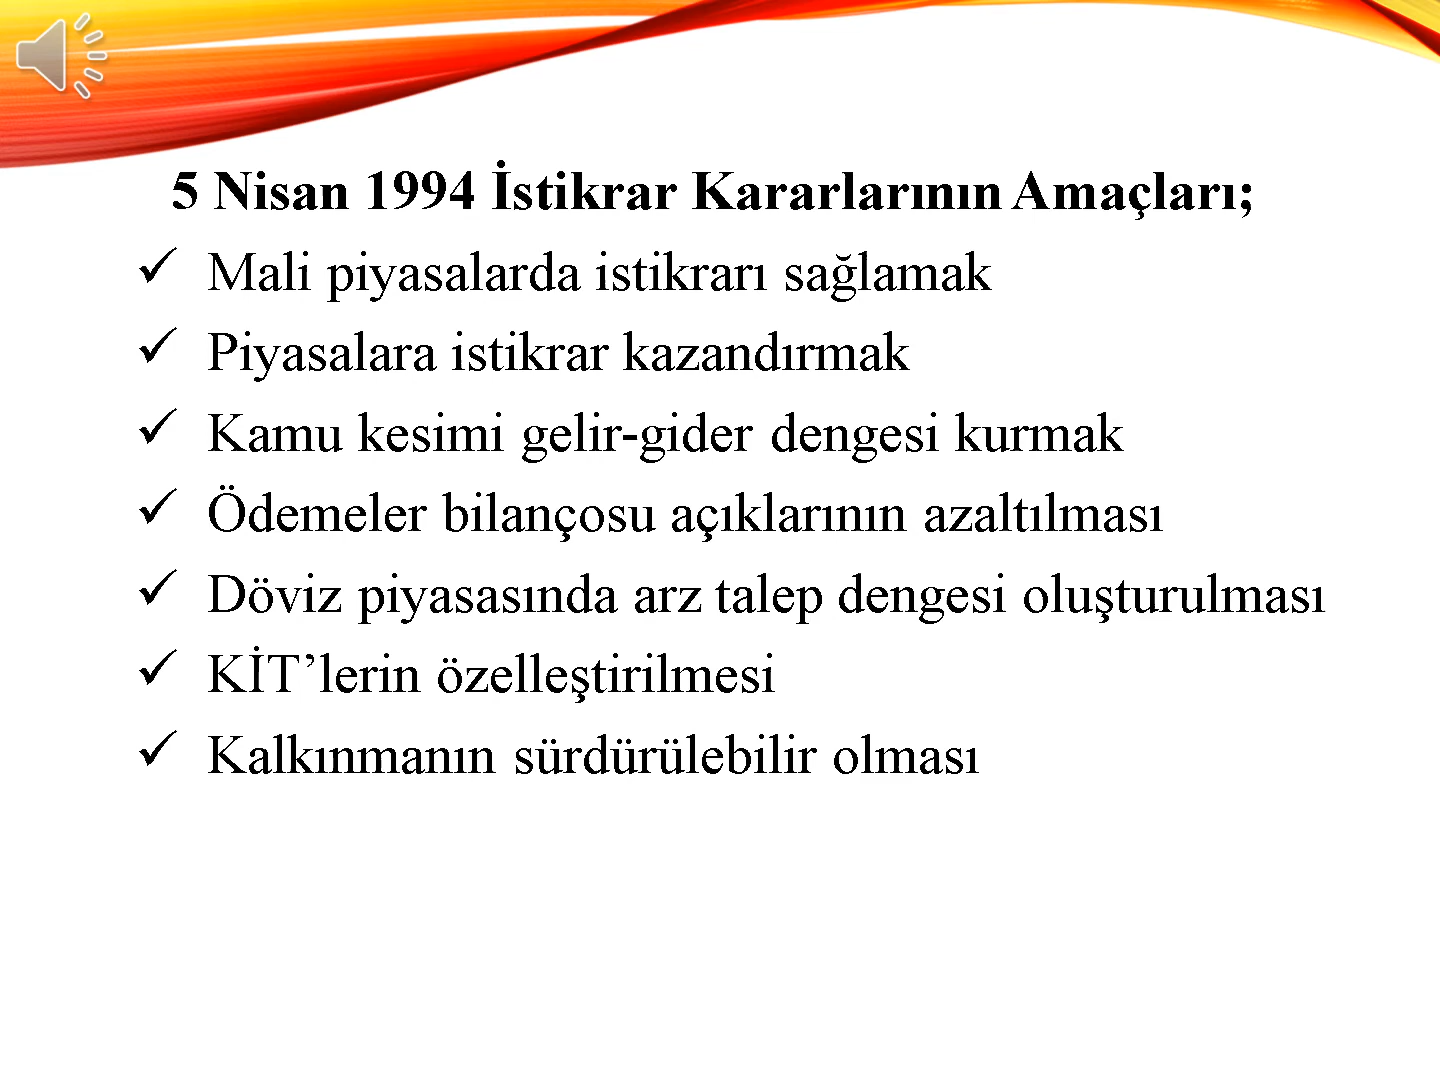 5 Nisan 1994 İstikrar Kararlarının Amaçları;
✓ Mali piyasalarda istikrarı sağlamak
✓ Piyasalara istikrar kazandırmak
✓ Kamu kesimi gelir-gider dengesi kurmak
✓ Ödemeler bilançosu açıklarının azaltılması
✓ Döviz piyasasında arz talep dengesi oluşturulması
✓ KİT’lerin özelleştirilmesi
✓ Kalkınmanın sürdürülebilir olması